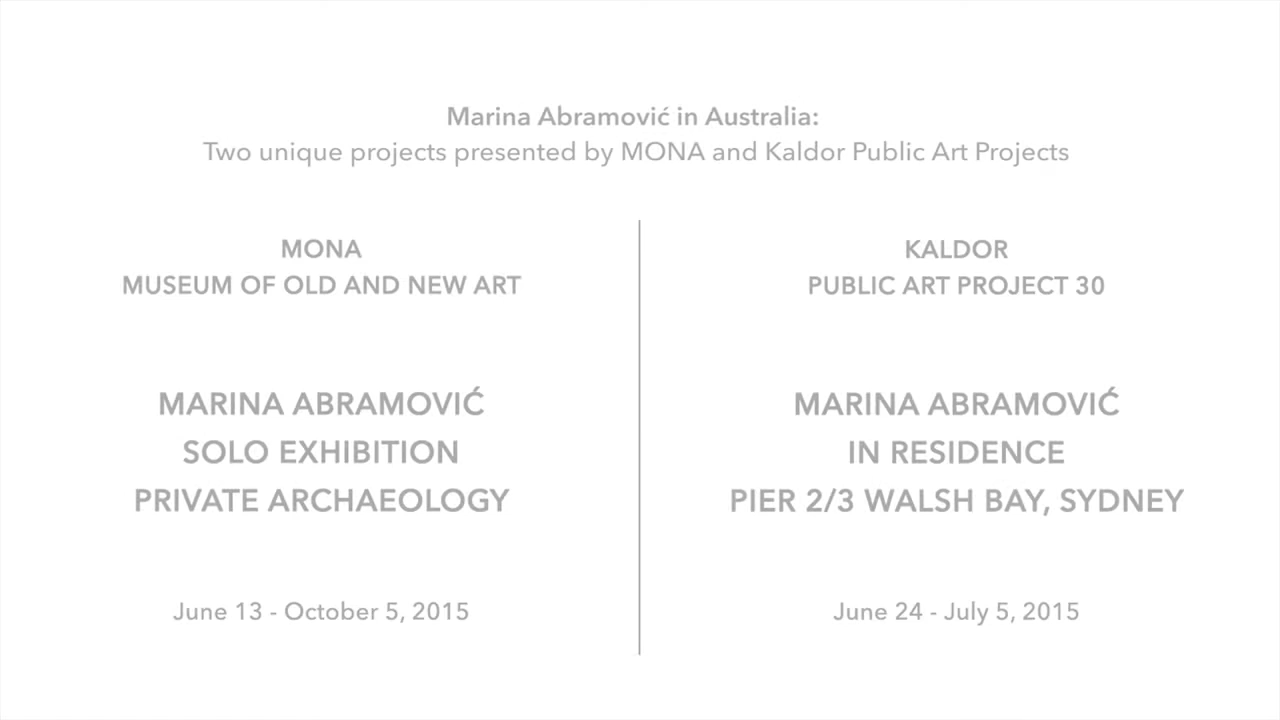 Marina Abramović in Australia:
Two unique projects presented by MONA and Kaldor Public Art Projects
MONA
MUSEUM OF OLD AND NEW ART
MARINA ABRAMOVIĆ
SOLO EXHIBITION
PRIVATE ARCHAEOLOGY
June 13 - October 5, 2015
KALDOR
PUBLIC ART PROJECT 30
MARINA ABRAMOVIĆ
IN RESIDENCE
PIER 2/3 WALSH BAY, SYDNEY
June 24 - July 5, 2015